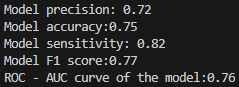 Model precision: 0.72
Model accuracy:0.75
Model sensitivity: 0.82
Model F1 score:0.77
ROC - AUC curve of the model:0.76